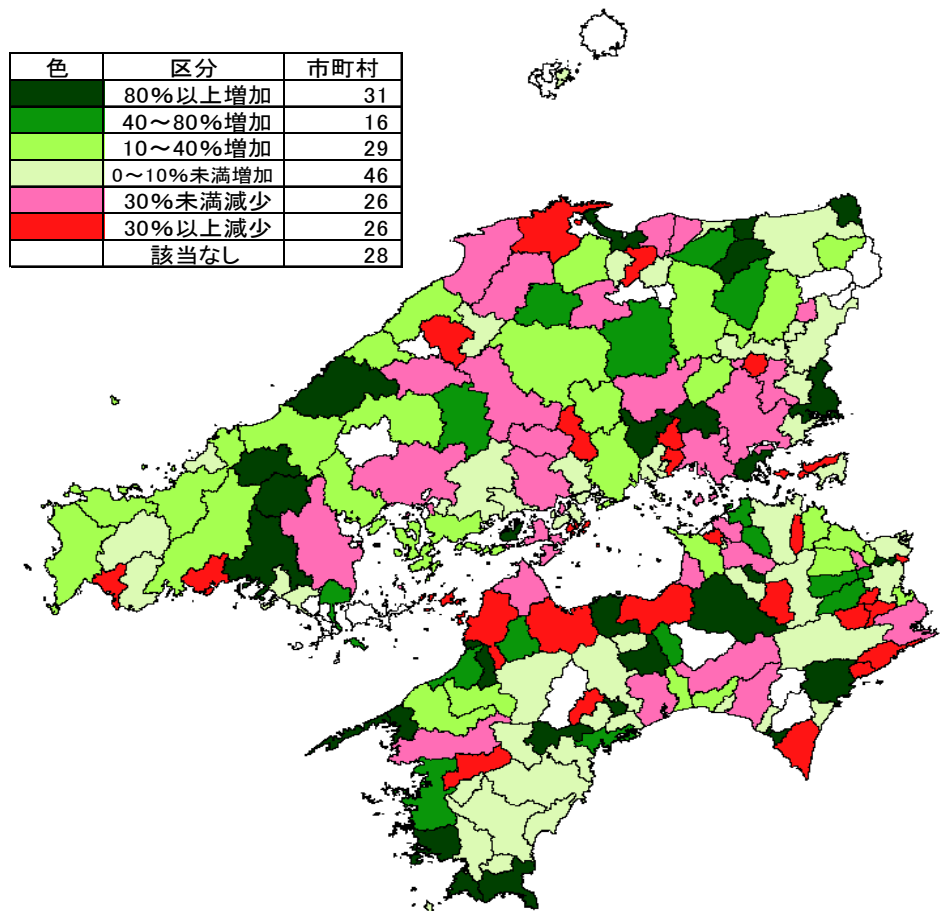 色 区分 市町村
80%以上増加 31
40～80%増加 16
10～40%増加 29
0～10%未満増加 46
30%未満減少 26
30%以上減少 26
該当なし 28